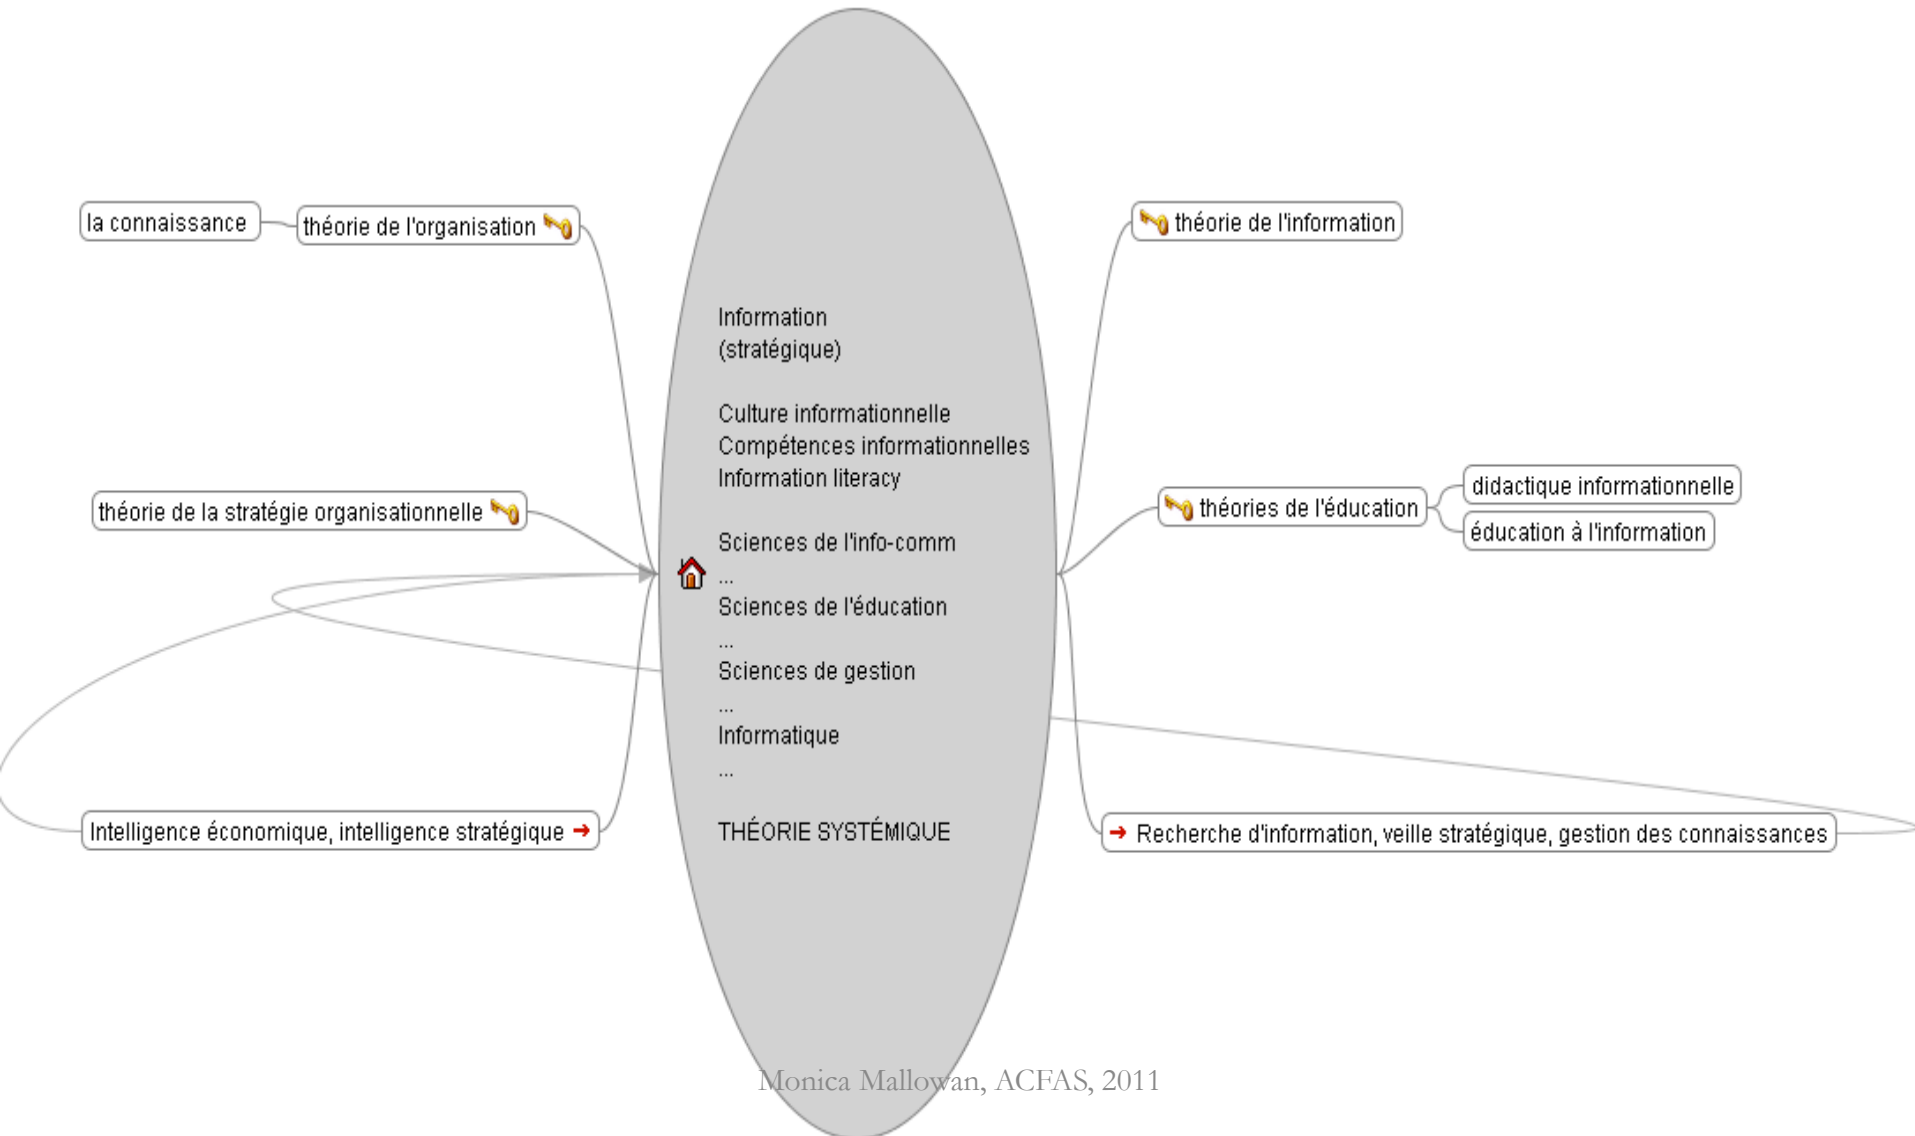 la connaissance
théorie de l'organisation
théorie de la stratégie organisationnelle
Intelligence économique, intelligence stratégique
Information
(stratégique)
Culture informationnelle
Compétences informationnelles
Information literacy
Sciences de l'info-comm
...
Sciences de l'éducation
...
Sciences de gestion
...
Informatique
...
THÉORIE SYSTÉMIQUE
théorie de l'information
théories de l'éducation
didactique informationnelle
éducation à l'information
Recherche d'information, veille stratégique, gestion des connaissances
Monica Mallowan, ACFAS, 2011